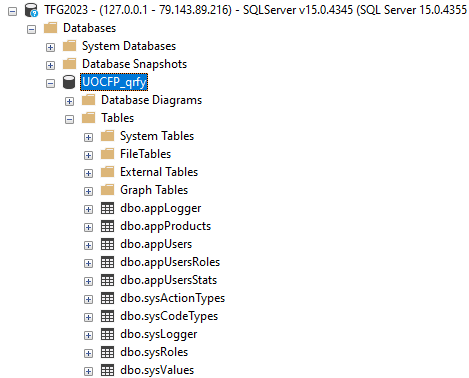 TFG2023 - (127.0.0.1 - 79.143.89.216) - SQLServer v15.0.4345 (SQL Server 15.0.4355
Databases
System Databases
Database Snapshots
UOCFP_qrfy
Database Diagrams
Tables
System Tables
FileTables
External Tables
Graph Tables
dbo.appLogger
dbo.appProducts
dbo.appUsers
dbo.appUsersRoles
dbo.appUsersStats
dbo.sysActionTypes
dbo.sysCodeTypes
dbo.sysLogger
dbo.sysRoles
dbo.sysValues